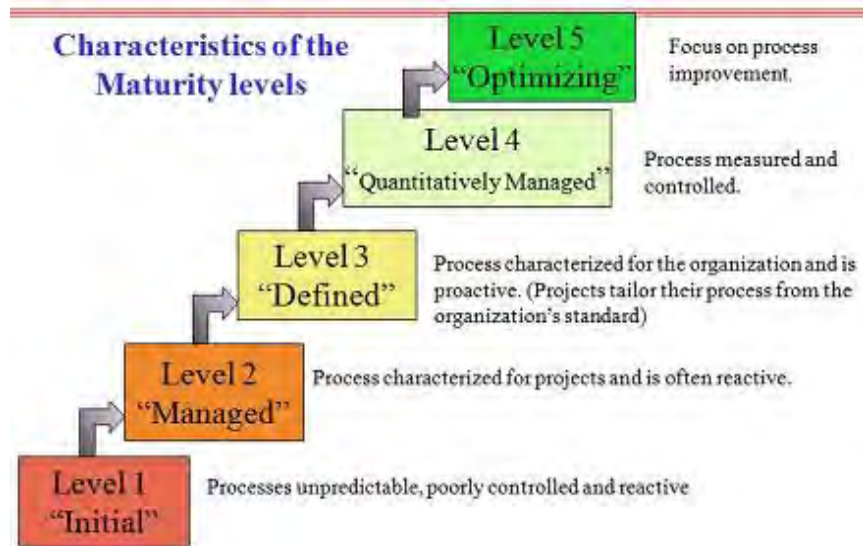 Characteristics of the
Maturity levels
Level 5
“Optimizing”
Focus on process
improvement.
Level 4
“Quantitatively Managed”
Process measured and
controlled.
Level 3
“Defined”
Process characterized for the organization and is
proactive. (Projects tailor their process from the
organization’s standard)
Level 2
“Managed”
Process characterized for projects and is often reactive.
Level 1
“Initial”
Processes unpredictable, poorly controlled and reactive